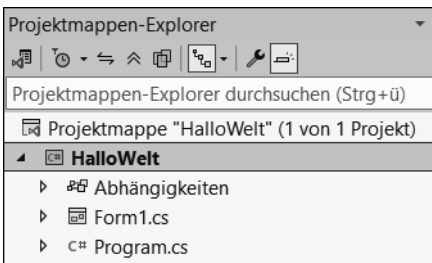 Projektmappen-Explorer
Projektmappen-Explorer durchsuchen (Strg+ü)
Projektmappe "HalloWelt" (1 von 1 Projekt)
C# HalloWelt
Abhängigkeiten
Form1.cs
C# Program.cs